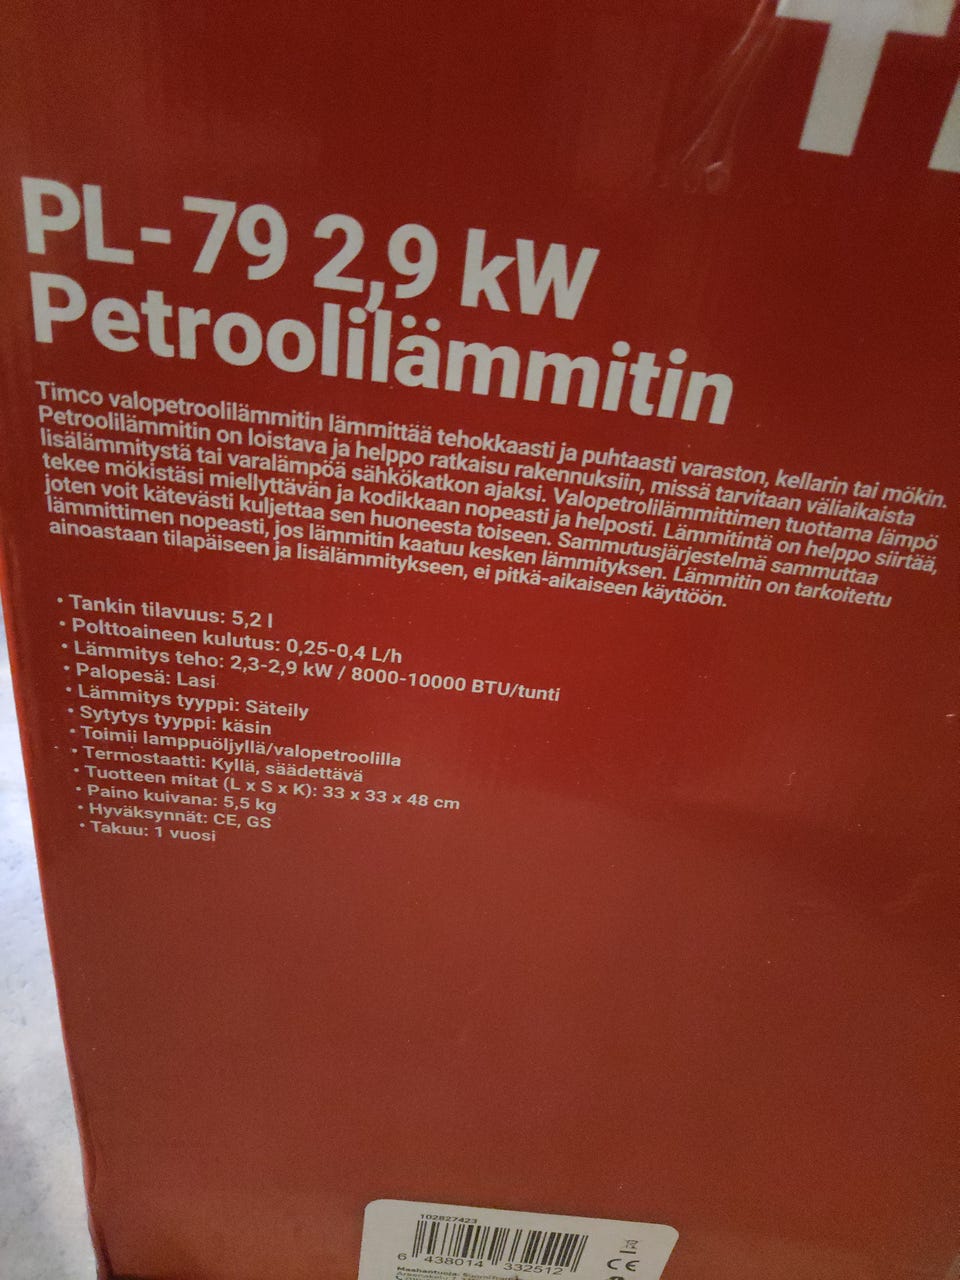 PL-79 2,9 kW
Petroolilämmitin
Timco valopetroolilämmitin lämmittää tehokkaasti ja puhtaasti varaston, kellarin tai mökin.
Petroolilämmitin on loistava ja helppo ratkaisu rakennuksiin, missä tarvitaan väliaikaista
lisälämmitystä tai varalämpöä sähkökatkon ajaksi. Valopetrolilämmittimen tuottama lämpö
tekee mökistäsi miellyttävän ja kodikkaan nopeasti ja helposti. Lämmitintä on helppo siirtää,
joten voit kätevästi kuljettaa sen huoneesta toiseen. Sammutusjärjestelmä sammuttaa
lämmittimen nopeasti, jos lämmitin kaatuu kesken lämmityksen. Lämmitin on tarkoitettu
ainoastaan tilapäiseen ja lisälämmitykseen, ei pitkä-aikaiseen käyttöön.
• Tankin tilavuus: 5,2 l
• Polttoaineen kulutus: 0,25-0,4 L/h
• Lämmitys teho: 2,3-2,9 kW / 8000-10000 BTU/tunti
• Palopesä: Lasi
• Lämmitys tyyppi: Säteily
• Sytytys tyyppi: käsin
• Toimii lamppuöljyllä/valopetroolilla
• Termostaatti: Kyllä, säädettävä
• Tuotteen mitat (L x S x K): 33 x 33 x 48 cm
• Paino kuivana: 5,5 kg
• Hyväksynnät: CE, GS
• Takuu: 1 vuosi
102827423
6 438014 332512
CE
Maahantuoja: